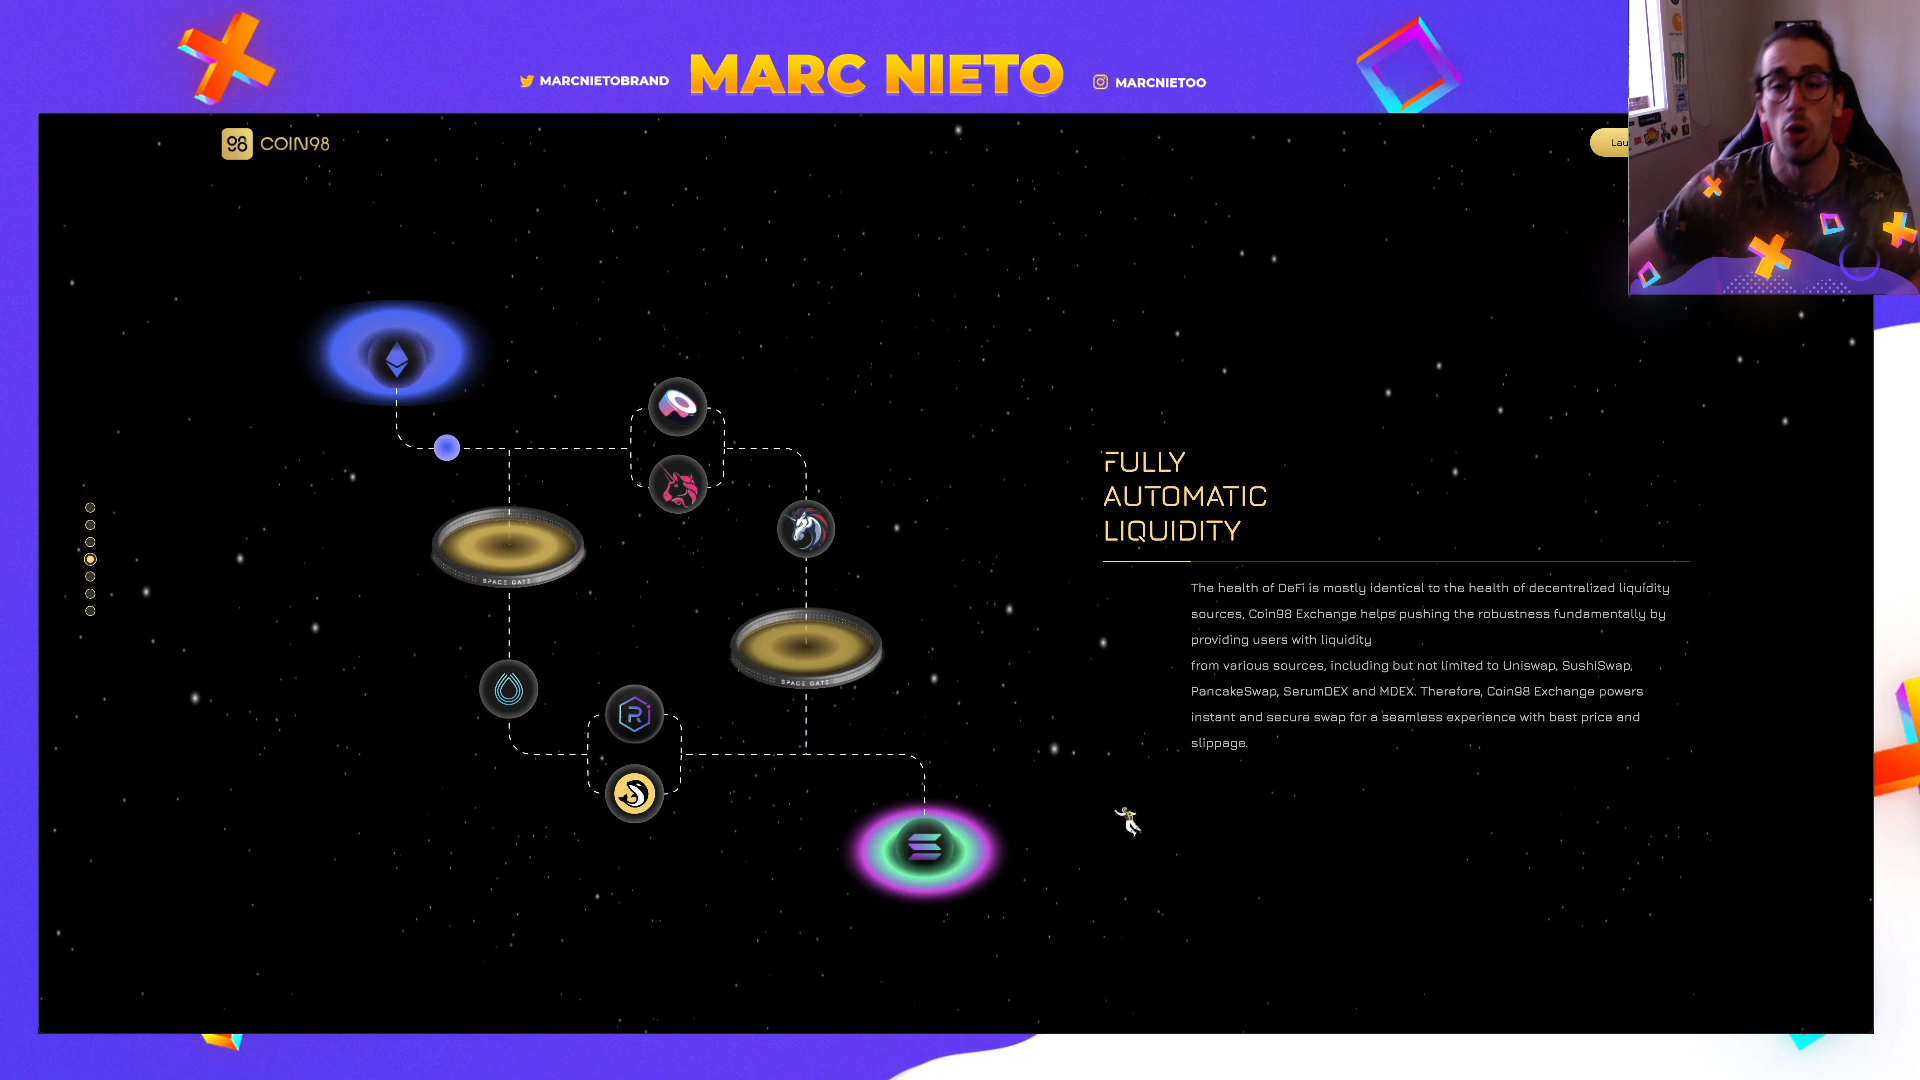 MARC NIETO
MARCNIETOBRAND
MARCNIETOO
98 COIN98
Lau
FULLY
AUTOMATIC
LIQUIDITY
The health of DeFi is mostly identical to the health of decentralized liquidity
sources, Coin98 Exchange helps pushing the robustness fundamentally by
providing users with liquidity
from various sources, including but not limited to Uniswap, SushiSwap,
PancakeSwap, SerumDEX and MDEX. Therefore, Coin98 Exchange powers
instant and secure swap for a seamless experience with best price and
slippage.
SPACE GATE
SPACE GATE
R